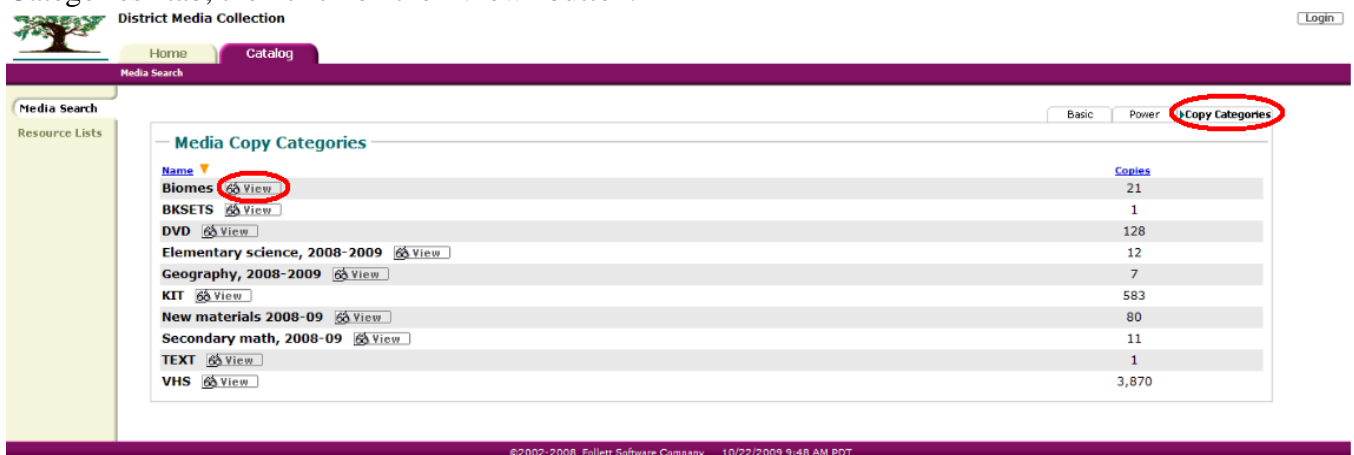 District Media Collection
Login
Home Catalog
Media Search
Media Search
Resource Lists
Basic Power Copy Categories
Media Copy Categories
Name Copies
Biomes View 21
BKSETS View 1
DVD View 128
Elementary science, 2008-2009 View 12
Geography, 2008-2009 View 7
KIT View 583
New materials 2008-09 View 80
Secondary math, 2008-09 View 11
TEXT View 1
VHS View 3,870
©2002-2008 Follett Software Company 10/22/2009 9:48 AM PDT